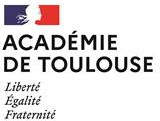 ACADÉMIE
DE TOULOUSE
Liberté
Égalité
Fraternité